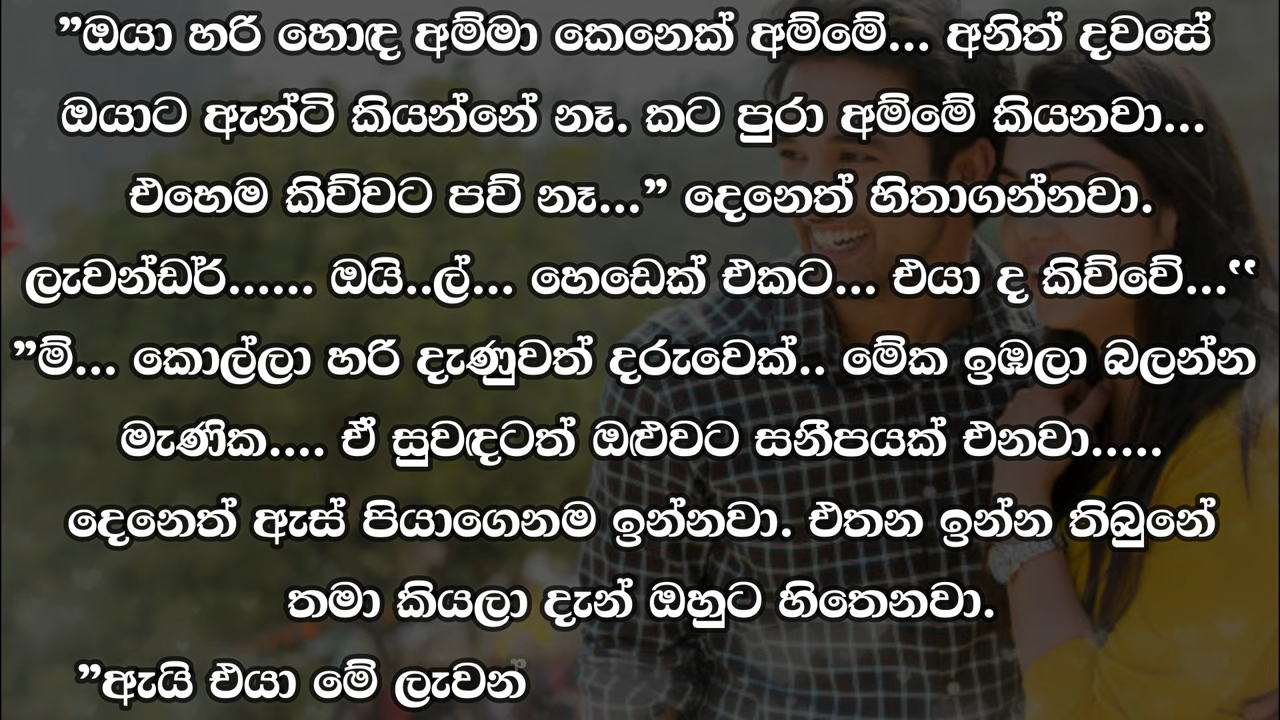 ”ඔයා හරි හොඳ අම්මා කෙනෙක් අම්මේ... අනිත් දවසේ
ඔයාට ඇන්ටි කියන්නේ නෑ. කට පුරා අම්මේ කියනවා...
එහෙම කිව්වට පව් නෑ...” දෙනෙත් හිතාගන්නවා.
ලැවන්ඩර්...... ඔයි..ල්... හෙඩෙක් එකට... එයා ද කිව්වේ...“
”ම්... කොල්ලා හරි දැණුවත් දරුවෙක්.. මේක ඉඹලා බලන්න
මැණික.... ඒ සුවඳටත් ඔළුවට සනීපයක් එනවා.....
දෙනෙත් ඇස් පියාගෙනම ඉන්නවා. එතන ඉන්න තිබුනේ
තමා කියලා දැන් ඔහුට හිතෙනවා.
”ඇයි එයා මේ ලැවන්